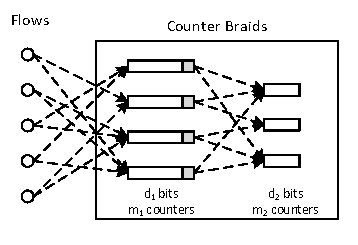 Flows
Counter Braids
d₁ bits
m₁ counters
d₂ bits
m₂ counters